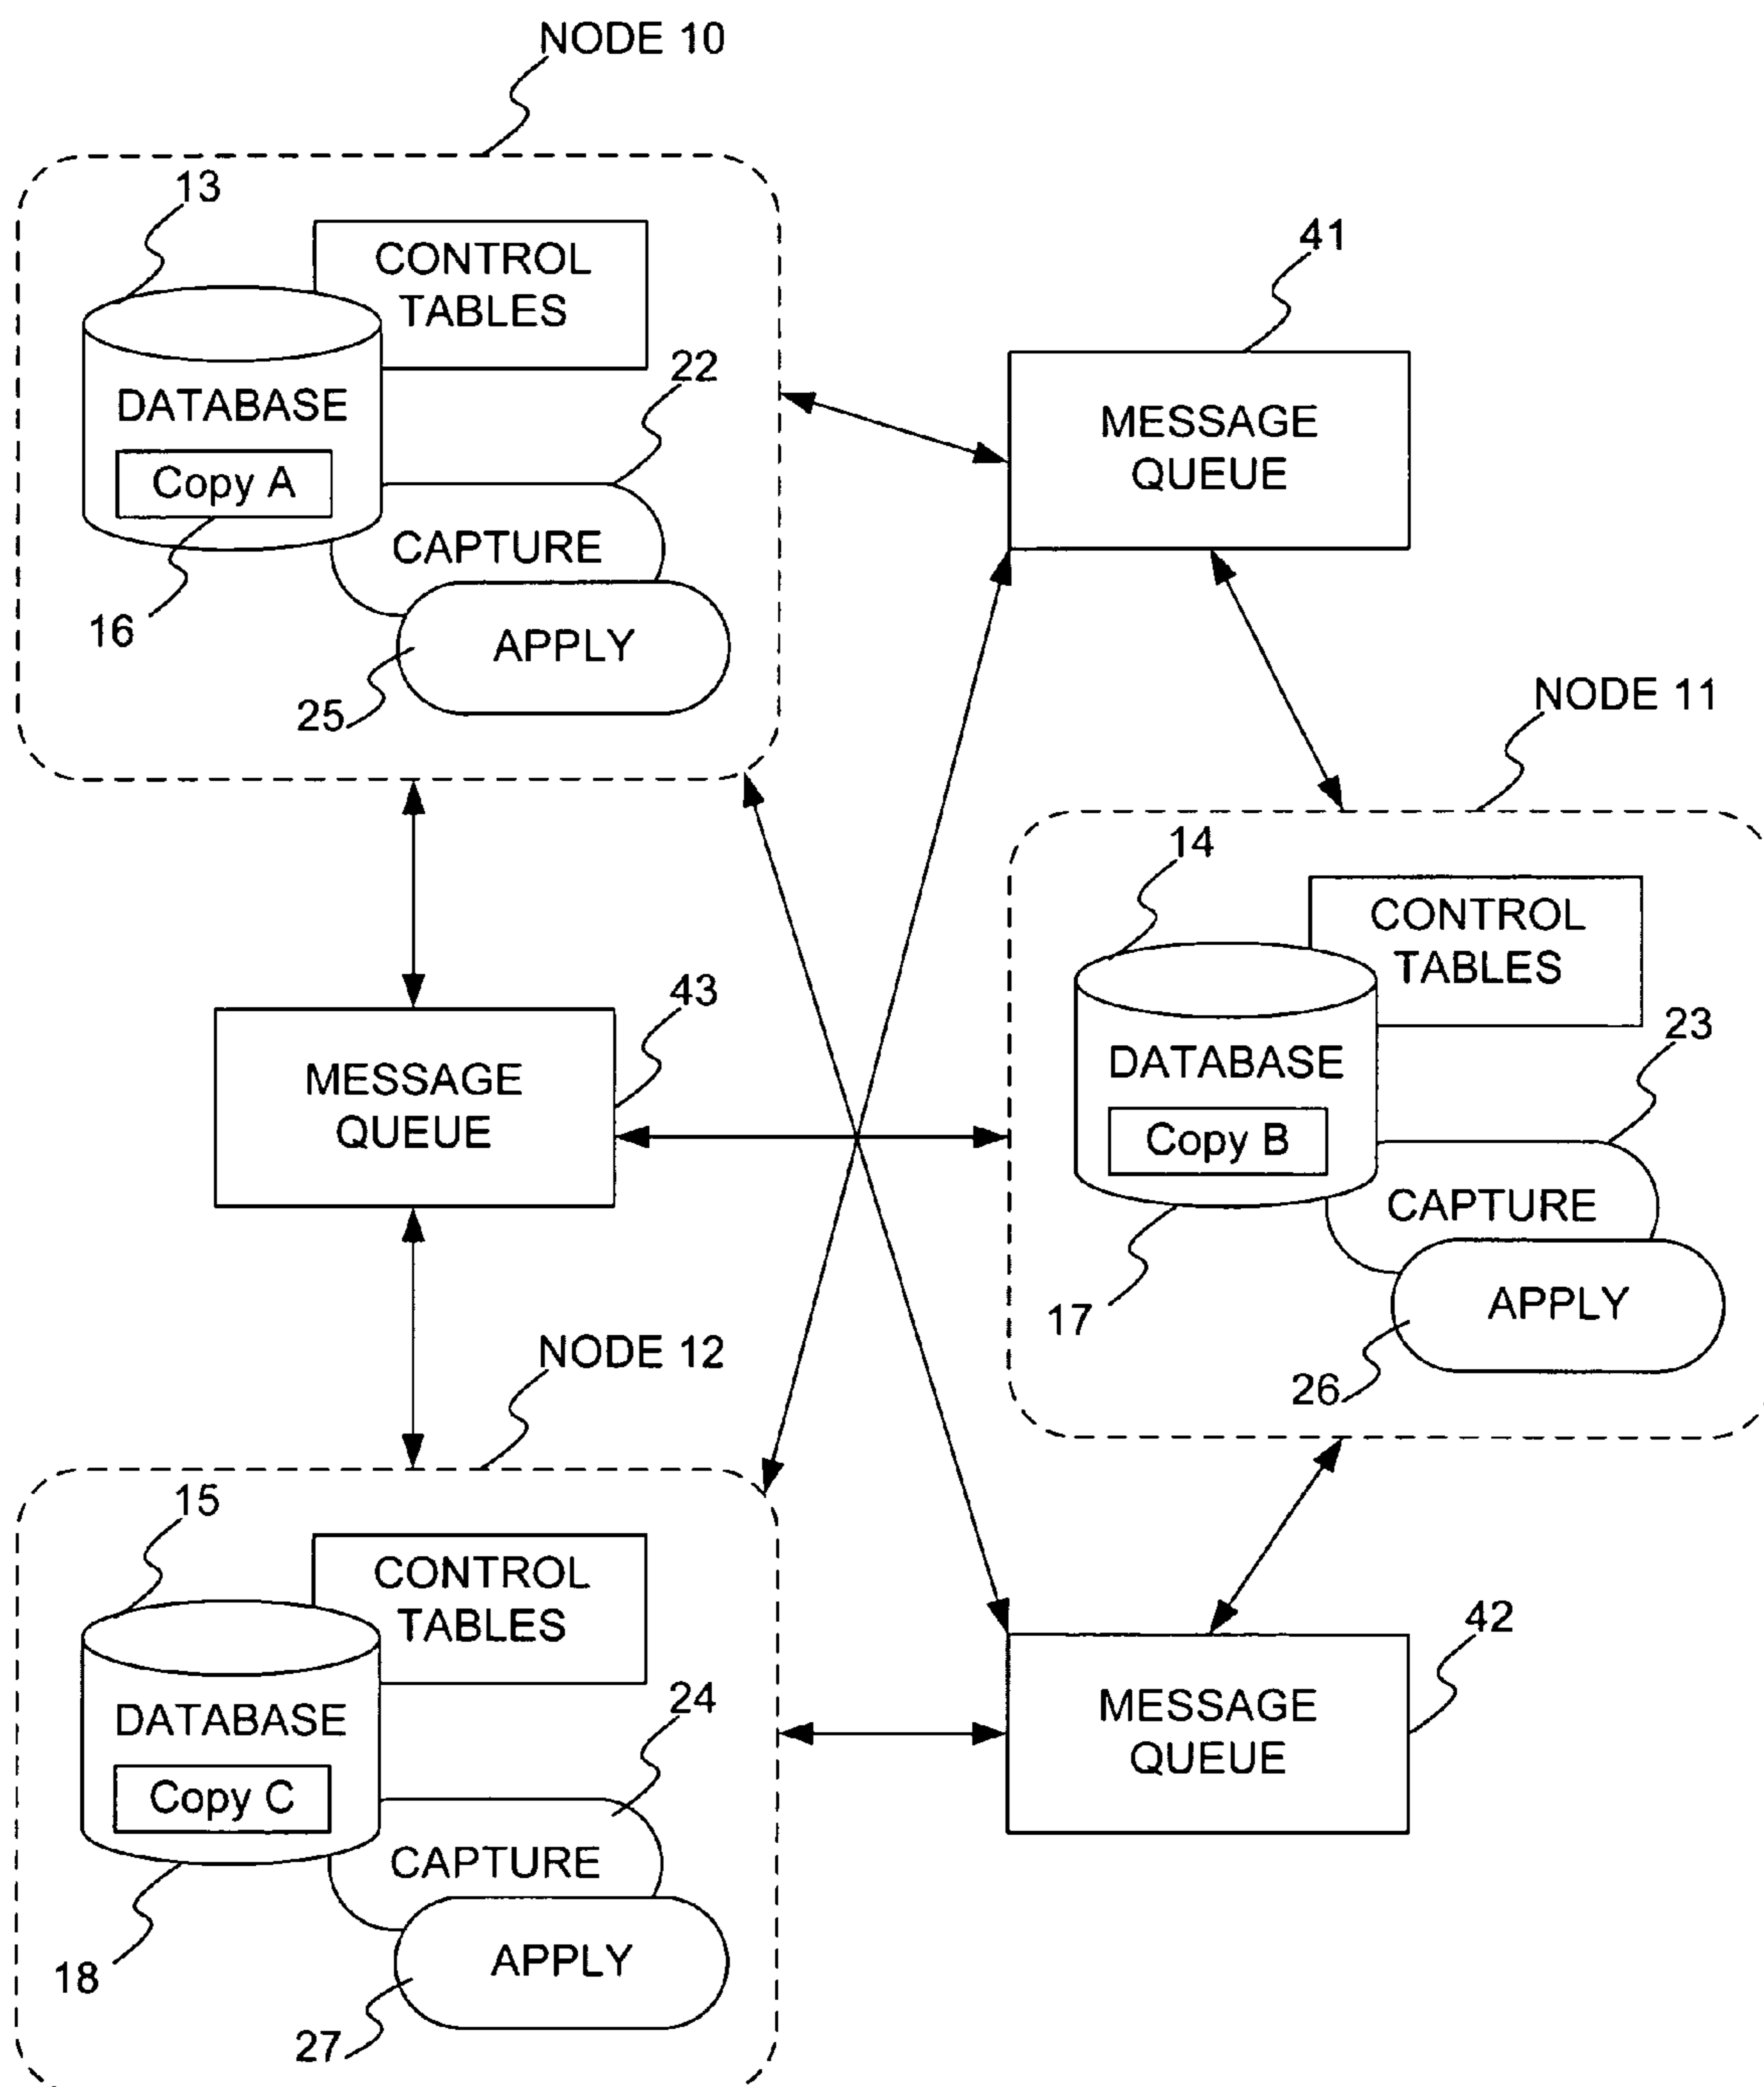 NODE 10
13
CONTROL
TABLES
22
DATABASE
Copy A
CAPTURE
16
APPLY
25
41
MESSAGE
QUEUE
NODE 11
14
CONTROL
TABLES
23
DATABASE
Copy B
CAPTURE
17
APPLY
26
43
MESSAGE
QUEUE
NODE 12
15
CONTROL
TABLES
24
DATABASE
Copy C
CAPTURE
18
APPLY
27
42
MESSAGE
QUEUE